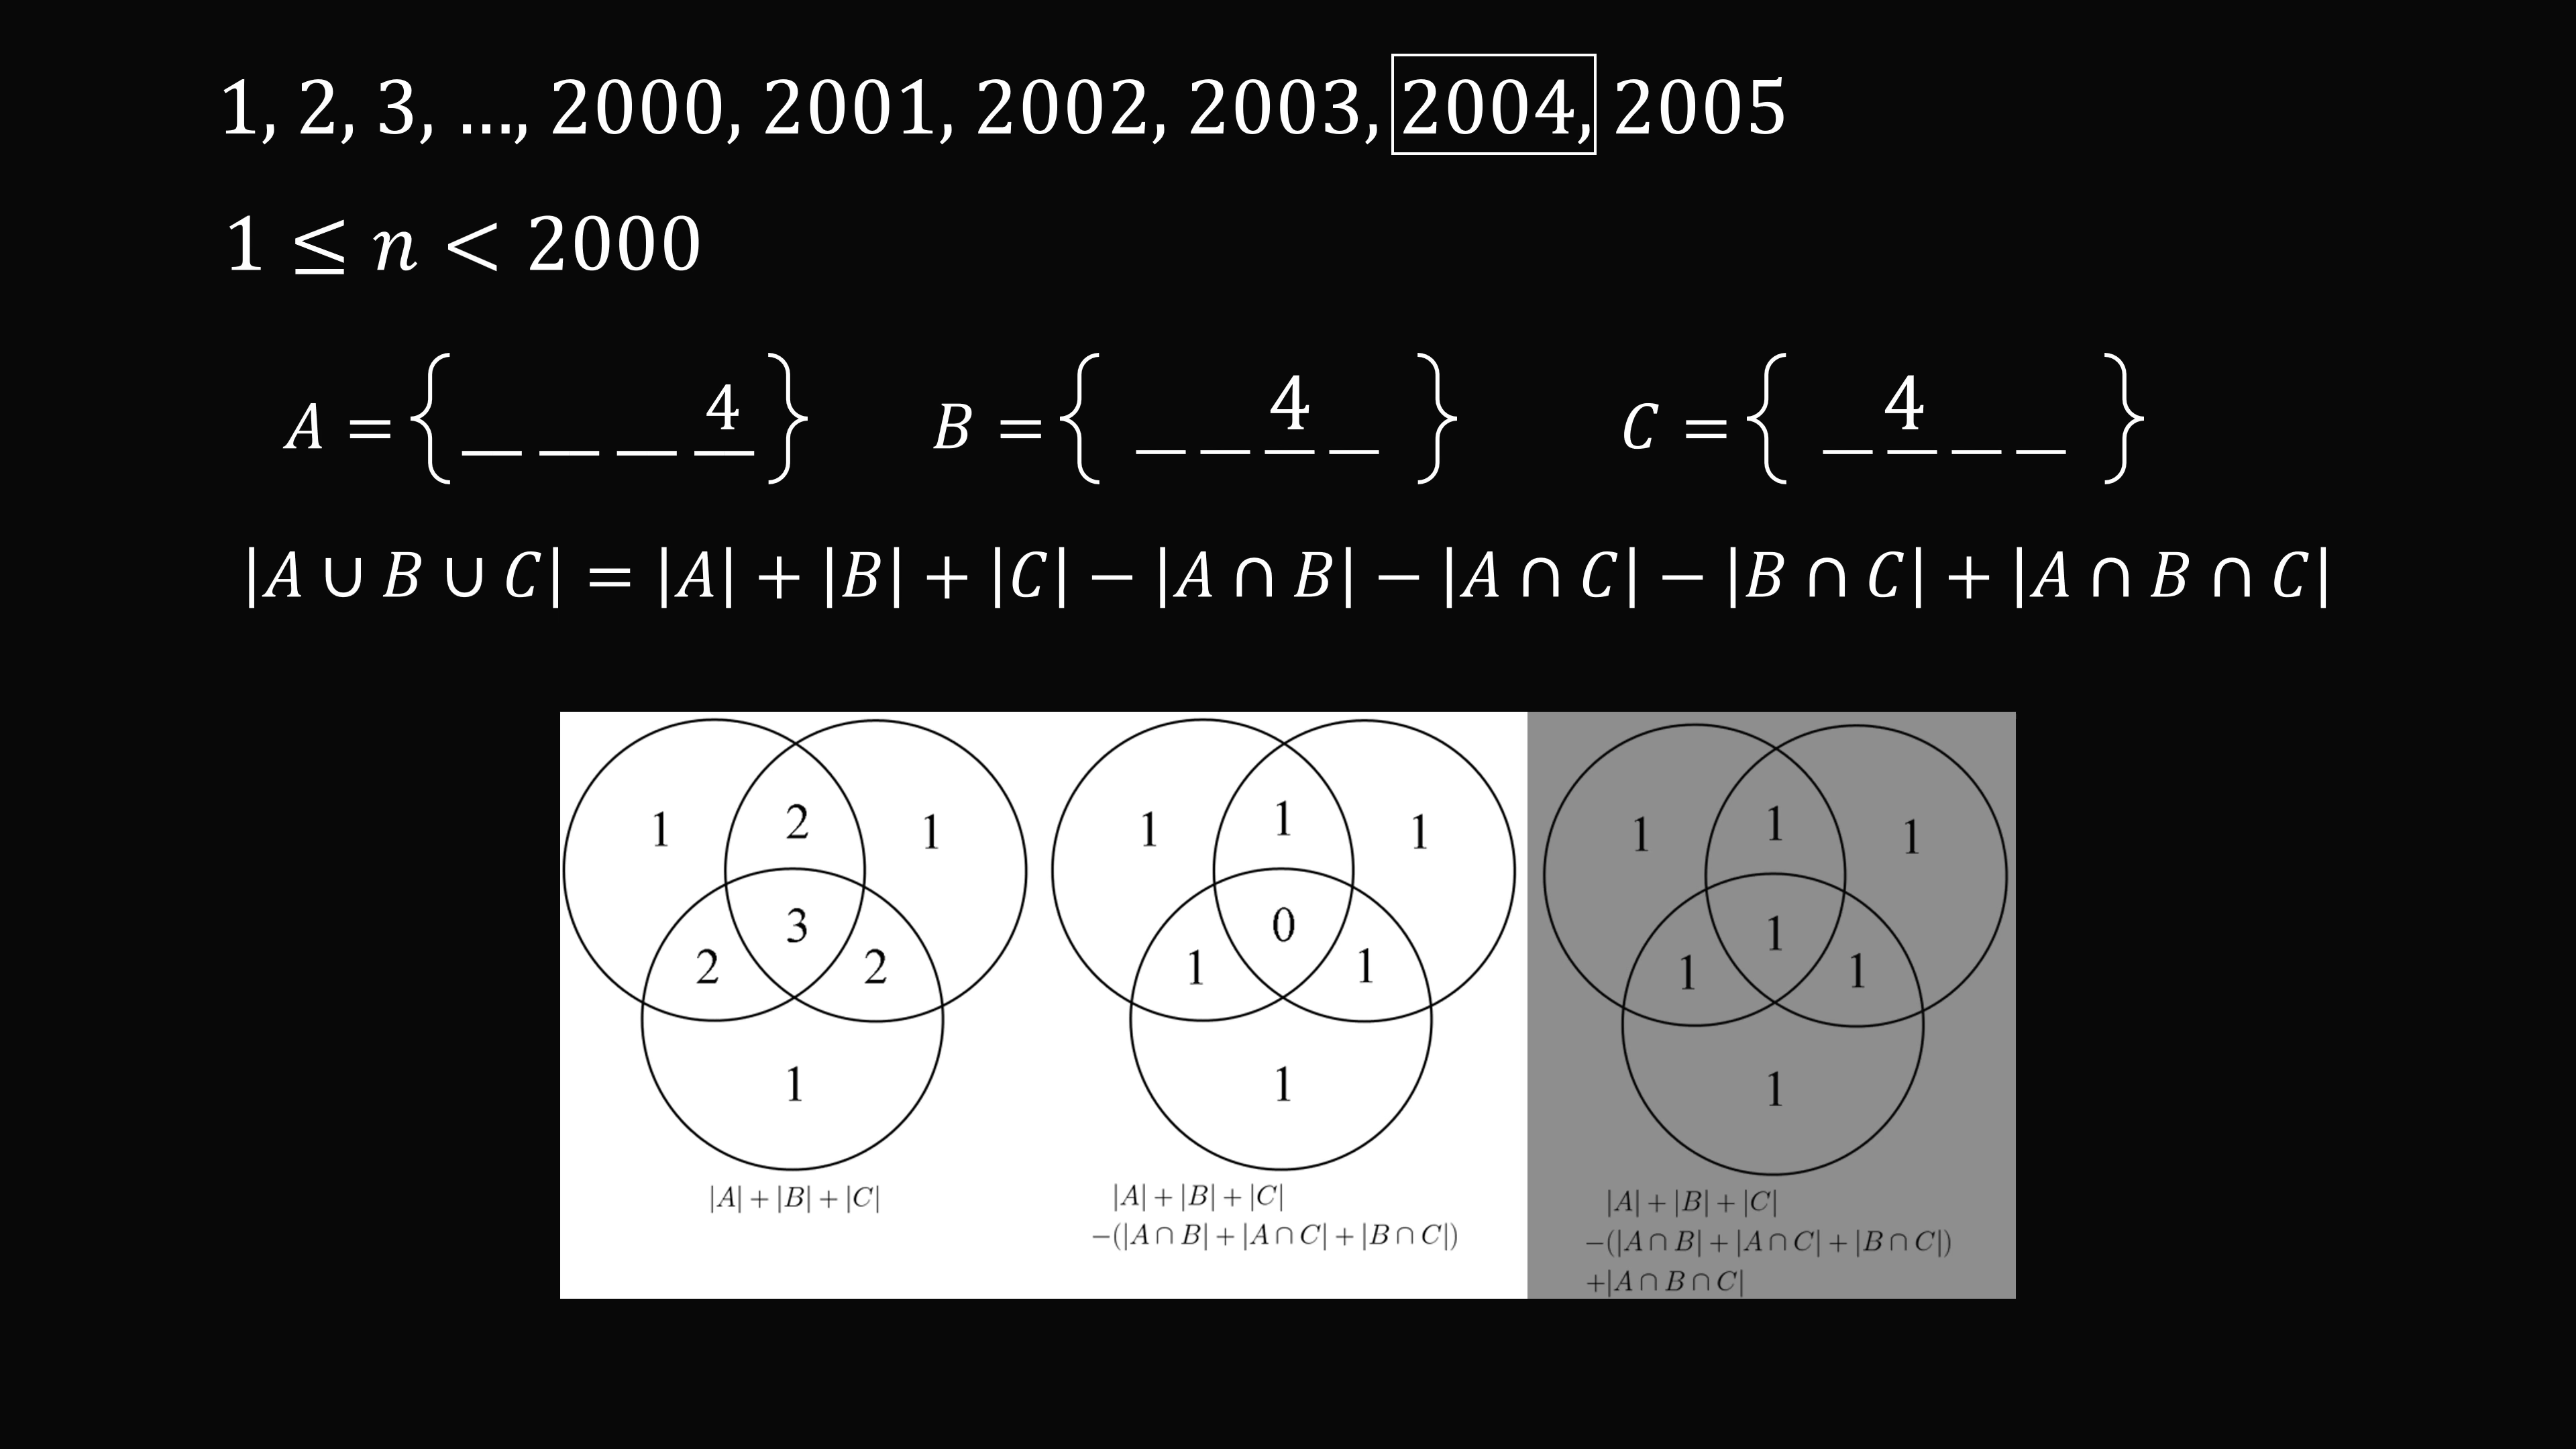 1, 2, 3, …, 2000, 2001, 2002, 2003, 2004, 2005
1 ≤ n < 2000
A = {_ _ _ 4} B = { _ _ 4 _ } C = { _ 4 _ _ }
|A ∪ B ∪ C| = |A| + |B| + |C| − |A ∩ B| − |A ∩ C| − |B ∩ C| + |A ∩ B ∩ C|
1 2 1
3
2 2
1
|A| + |B| + |C|
1 1 1
0
1 1
1
|A| + |B| + |C|
−(|A ∩ B| + |A ∩ C| + |B ∩ C|)
1 1 1
1
1 1
1
|A| + |B| + |C|
−(|A ∩ B| + |A ∩ C| + |B ∩ C|)
+|A ∩ B ∩ C|